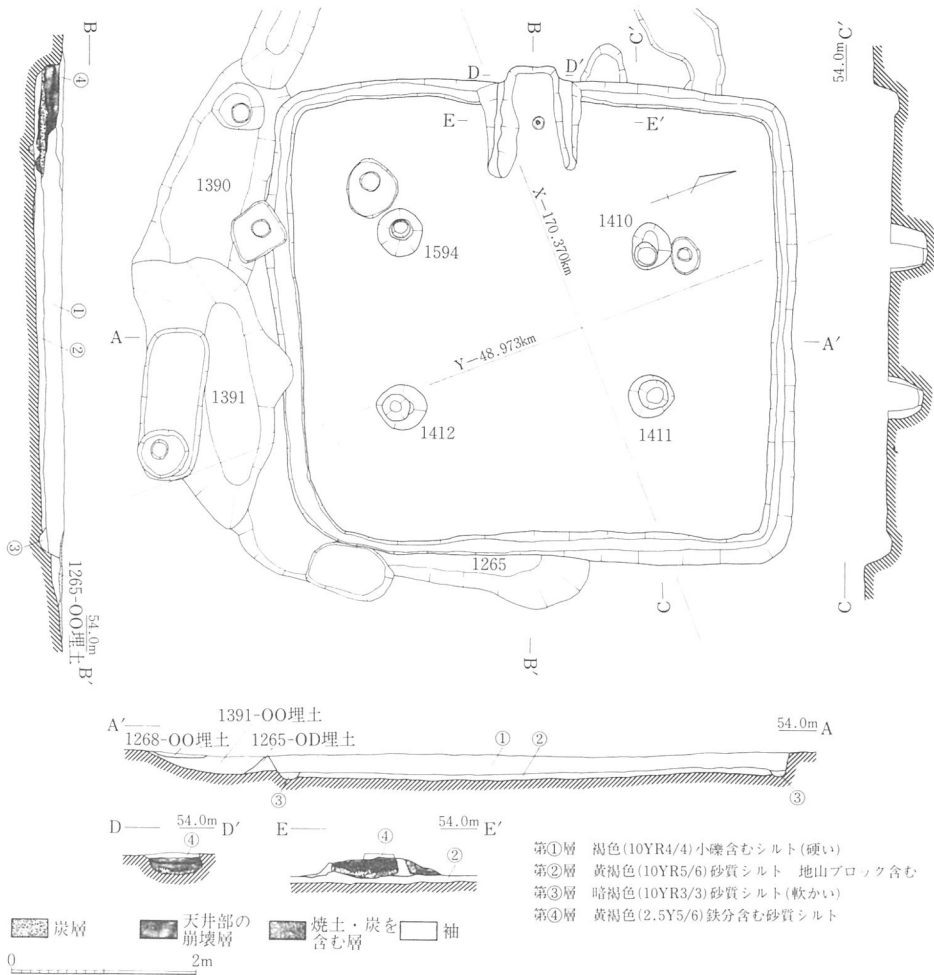 B
④
①
②
③
1265-OO埋土
54.0m
B'
B
D
D'
C'
E
E'
X-170.370km
1390
1594
1410
A
A'
Y-48.973km
1391
1412
1411
1265
C
B'
C'
54.0m
C
A'
1391-OO埋土
54.0m
A
1268-OO埋土
1265-OD埋土
①
②
③
③
D
54.0m
D'
④
E
54.0m
E'
④
②
第①層 褐色(10YR4/4)小礫含むシルト(硬い)
第②層 黄褐色(10YR5/6)砂質シルト 地山ブロック含む
第③層 暗褐色(10YR3/3)砂質シルト(軟かい)
第④層 黄褐色(2.5Y5/6)鉄分含む砂質シルト
炭層
天井部の
崩壊層
焼土・炭を
含む層
袖
0
2m